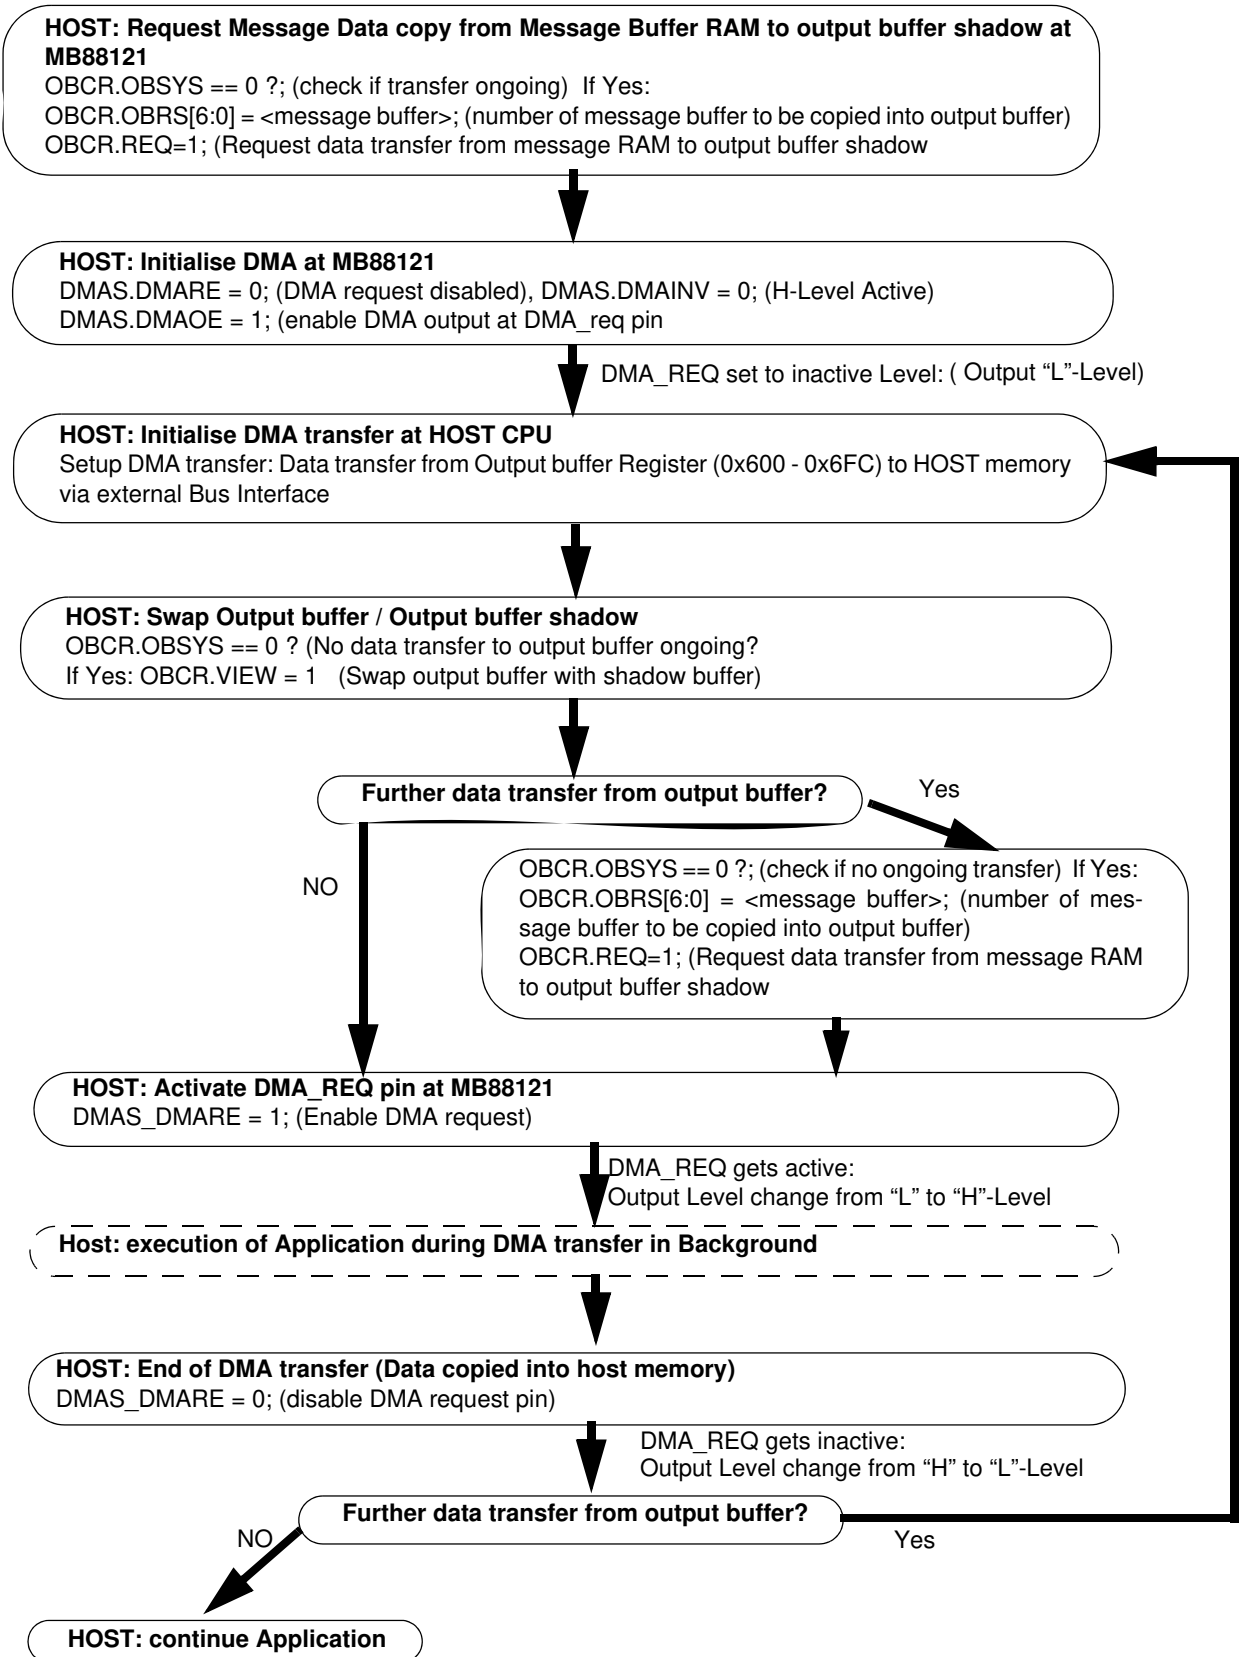 HOST: Request Message Data copy from Message Buffer RAM to output buffer shadow at
MB88121
OBCR.OBSYS == 0 ?; (check if transfer ongoing) If Yes:
OBCR.OBRS[6:0] = <message buffer>; (number of message buffer to be copied into output buffer)
OBCR.REQ=1; (Request data transfer from message RAM to output buffer shadow
HOST: Initialise DMA at MB88121
DMAS.DMARE = 0; (DMA request disabled), DMAS.DMAINV = 0; (H-Level Active)
DMAS.DMAOE = 1; (enable DMA output at DMA_req pin
DMA_REQ set to inactive Level: ( Output “L”-Level)
HOST: Initialise DMA transfer at HOST CPU
Setup DMA transfer: Data transfer from Output buffer Register (0x600 - 0x6FC) to HOST memory
via external Bus Interface
HOST: Swap Output buffer / Output buffer shadow
OBCR.OBSYS == 0 ? (No data transfer to output buffer ongoing?
If Yes: OBCR.VIEW = 1 (Swap output buffer with shadow buffer)
Further data transfer from output buffer?
Yes
NO
OBCR.OBSYS == 0 ?; (check if no ongoing transfer) If Yes:
OBCR.OBRS[6:0] = <message buffer>; (number of mes-
sage buffer to be copied into output buffer)
OBCR.REQ=1; (Request data transfer from message RAM
to output buffer shadow
HOST: Activate DMA_REQ pin at MB88121
DMAS_DMARE = 1; (Enable DMA request)
DMA_REQ gets active:
Output Level change from “L” to “H”-Level
Host: execution of Application during DMA transfer in Background
HOST: End of DMA transfer (Data copied into host memory)
DMAS_DMARE = 0; (disable DMA request pin)
DMA_REQ gets inactive:
Output Level change from “H” to “L”-Level
Further data transfer from output buffer?
NO
Yes
HOST: continue Application